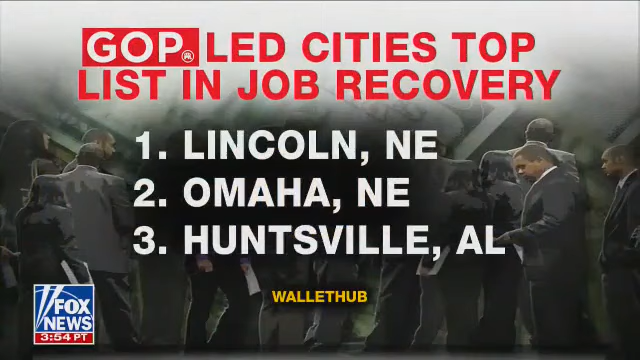 GOP LED CITIES TOP
LIST IN JOB RECOVERY
1. LINCOLN, NE
2. OMAHA, NE
3. HUNTSVILLE, AL
WALLETHUB
FOX
NEWS
3:54 PT